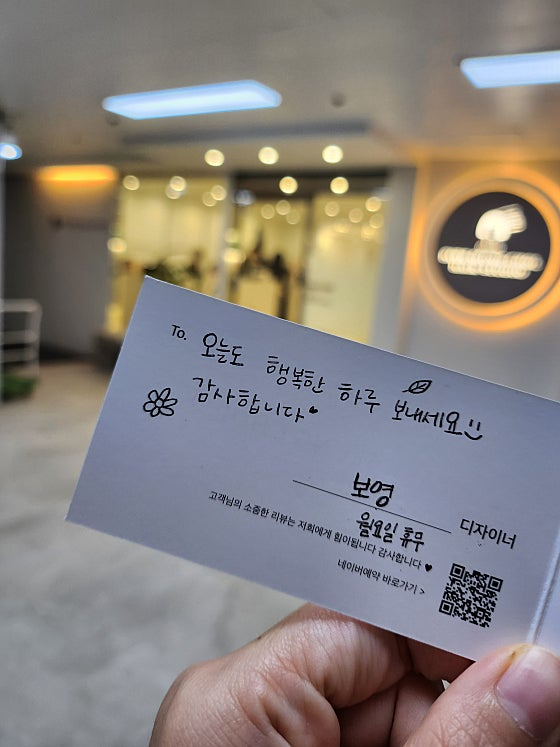 To. 오늘도 행복한 하루 보내세요
감사합니다
보영 디자이너
월요일 휴무
고객님의 소중한 리뷰는 저희에게 힘이됩니다 감사합니다 ♥
네이버예약 바로가기 >